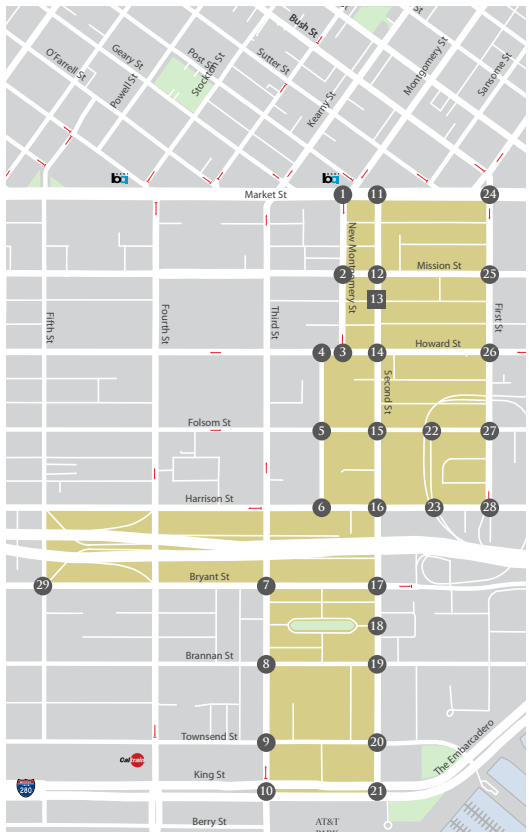 Bush St
Geary St
Post St
O'Farrell St
Stockton St
Sutter St
Montgomery St
Sansome St
Powell St
Kearny St
ba
ba
Market St
1
11
24
New Montgomery St
2
12
Mission St
25
13
Fifth St
Fourth St
Third St
First St
4
3
14
Howard St
26
Second St
Folsom St
5
15
22
27
Harrison St
6
16
23
28
29
Bryant St
7
17
18
Brannan St
8
19
Townsend St
9
20
The Embarcadero
Caltrain
King St
280
10
21
Berry St
AT&T
PARK